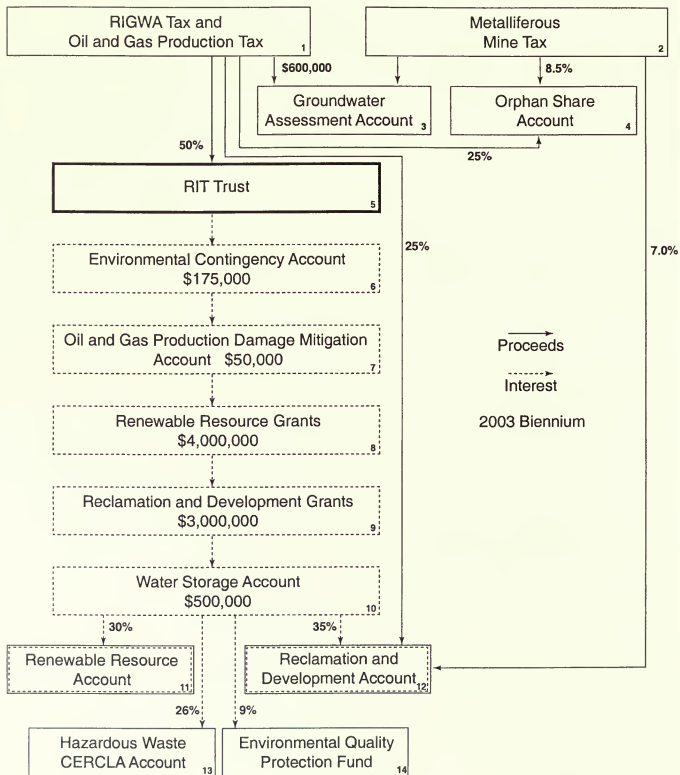 RIGWA Tax and
Oil and Gas Production Tax 1
Metalliferous
Mine Tax 2
$600,000
8.5%
Groundwater
Assessment Account 3
Orphan Share
Account 4
50%
25%
RIT Trust
5
25%
7.0%
Environmental Contingency Account
$175,000
6
Oil and Gas Production Damage Mitigation
Account $50,000
7
Proceeds
Interest
2003 Biennium
Renewable Resource Grants
$4,000,000
8
Reclamation and Development Grants
$3,000,000
9
Water Storage Account
$500,000
10
30%
35%
Renewable Resource
Account 11
Reclamation and
Development Account 12
26%
9%
Hazardous Waste
CERCLA Account 13
Environmental Quality
Protection Fund 14